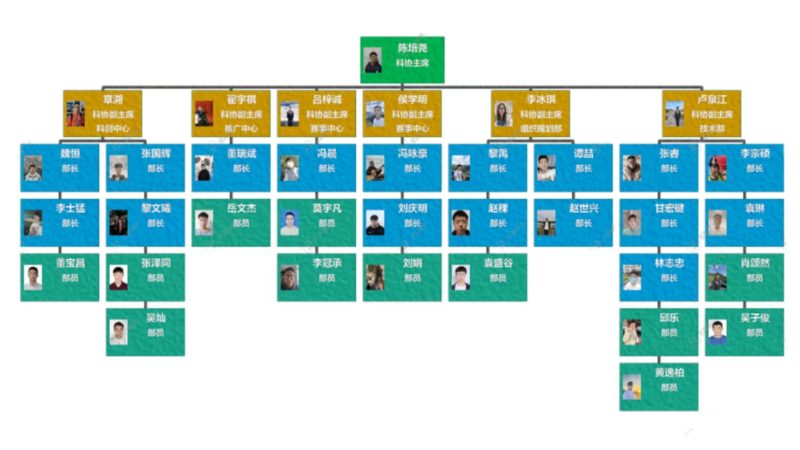 陈培尧
科协主席
章溯
科协副主席
科创中心
翟宇祺
科协副主席
推广中心
吕梓诚
科协副主席
赛事中心
侯学明
科协副主席
赛事中心
李冰琪
科协副主席
组织规划部
卢泉江
科协副主席
技术部
魏恒
部长
张国辉
部长
董瑞斌
部长
冯晨
部长
冯咏豪
部长
黎禹
部长
谭喆
部长
张睿
部长
李宗硕
部长
李士猛
部长
黎文曦
部长
岳文杰
部员
莫宇凡
部员
刘庆明
部长
赵稞
部长
赵世兴
部长
甘宏键
部长
袁琳
部长
董宝昌
部员
张泽同
部员
李冠承
部员
刘娟
部员
袁盛谷
部员
林志忠
部长
肖颂然
部员
吴灿
部员
邱乐
部员
吴子俊
部员
黄逸柏
部员